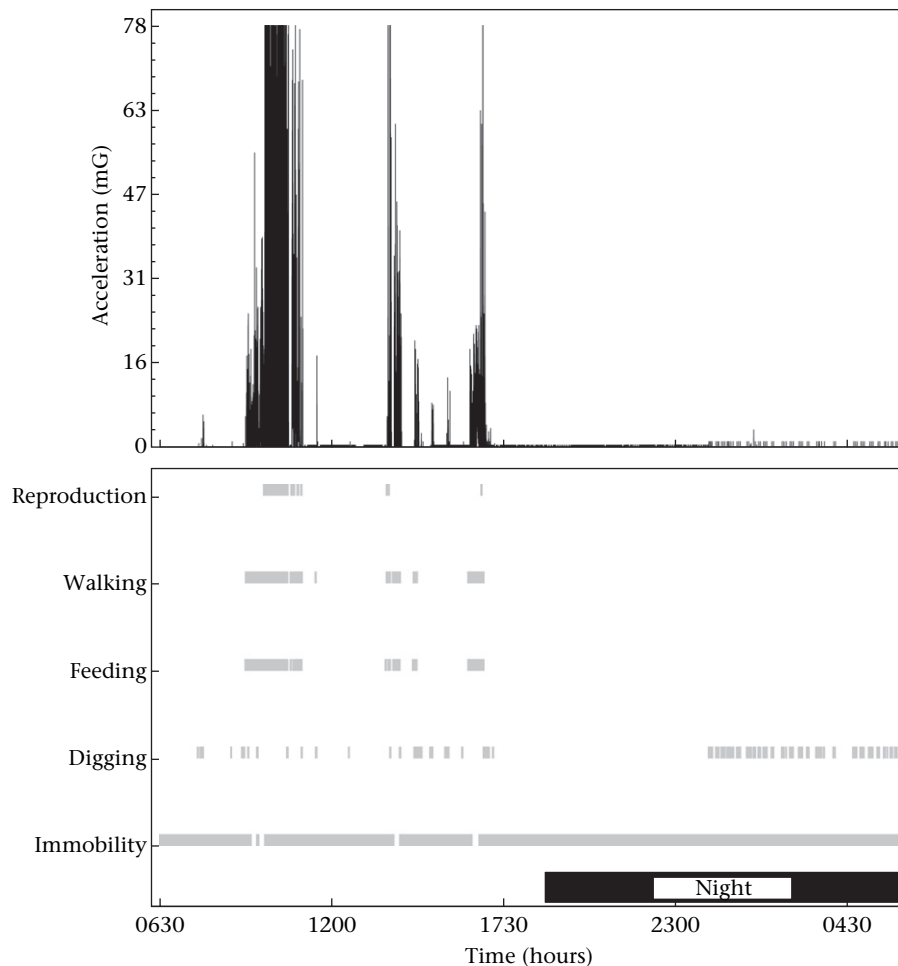 78
63
47
31
16
0
Acceleration (mG)
Reproduction
Walking
Feeding
Digging
Immobility
Night
0630 1200 1730 2300 0430
Time (hours)